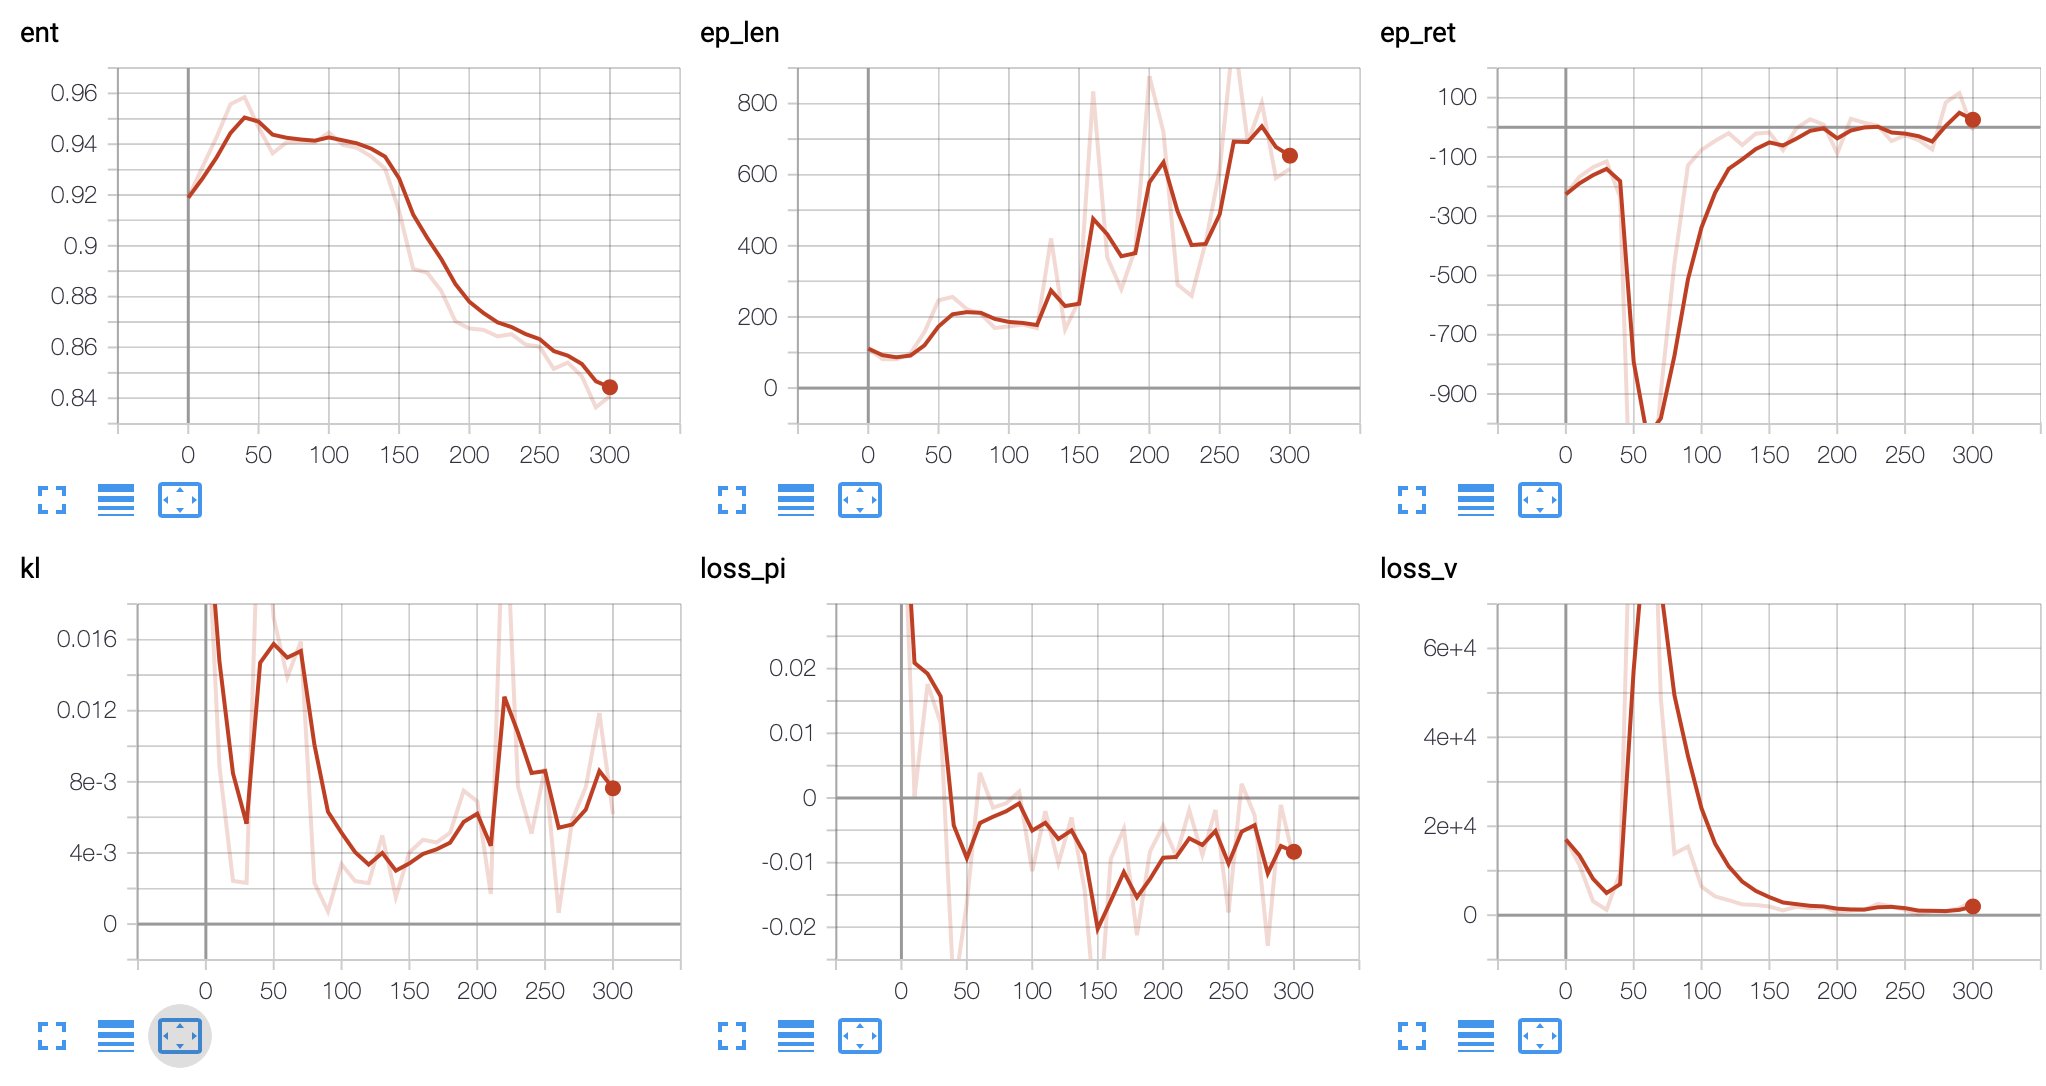 ent
0.96
0.94
0.92
0.9
0.88
0.86
0.84
0 50 100 150 200 250 300
ep_len
800
600
400
200
0
0 50 100 150 200 250 300
ep_ret
100
-100
-300
-500
-700
-900
0 50 100 150 200 250 300
kl
0.016
0.012
8e-3
4e-3
0
0 50 100 150 200 250 300
loss_pi
0.02
0.01
0
-0.01
-0.02
0 50 100 150 200 250 300
loss_v
6e+4
4e+4
2e+4
0
0 50 100 150 200 250 300